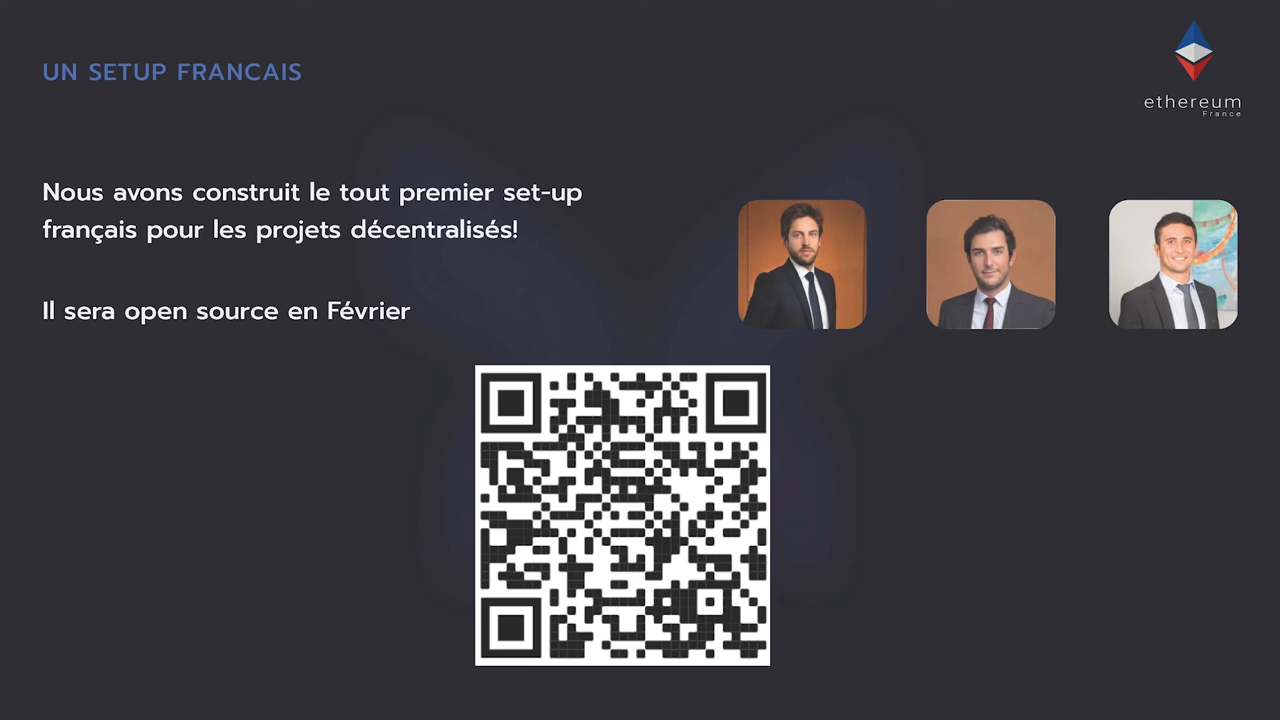 UN SETUP FRANCAIS
ethereum
France
Nous avons construit le tout premier set-up
français pour les projets décentralisés!
Il sera open source en Février